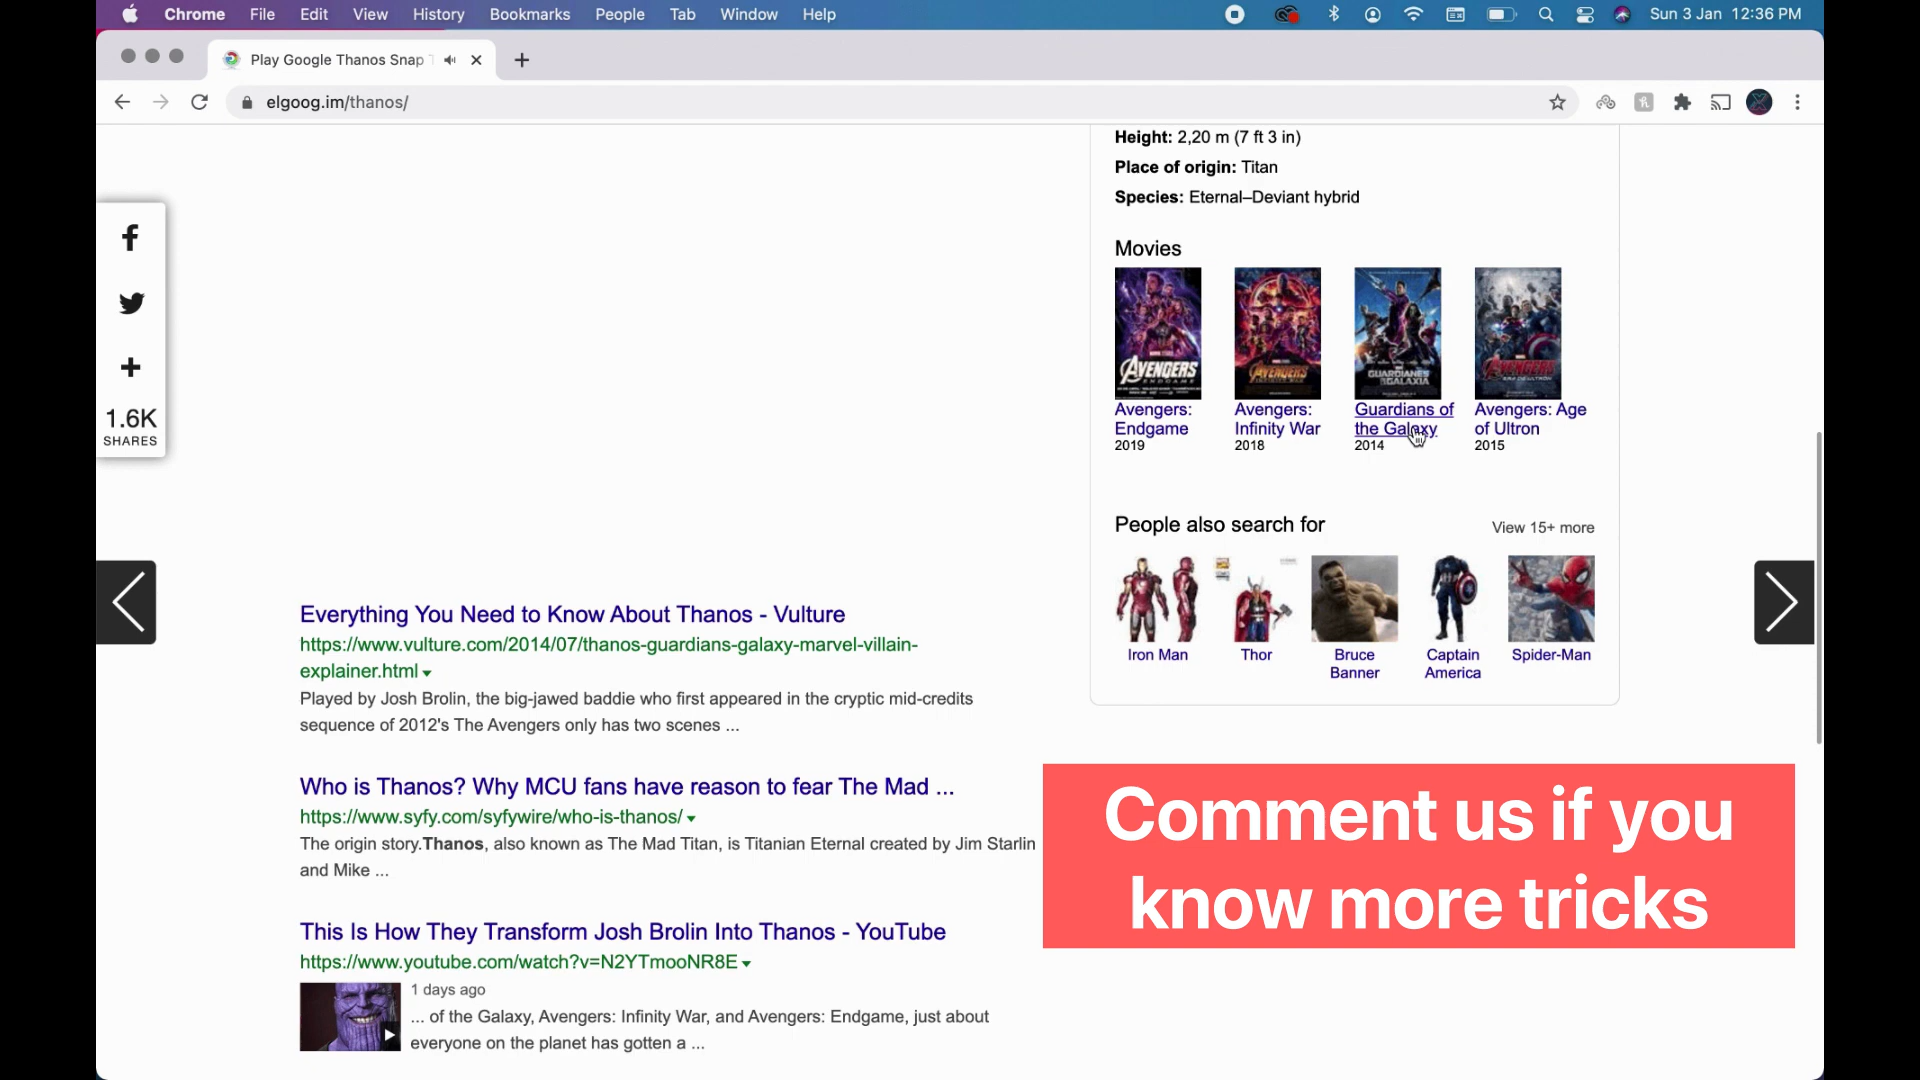 Chrome File Edit View History Bookmarks People Tab Window Help
Sun 3 Jan 12:36 PM
Play Google Thanos Snap
elgoog.im/thanos/
Height: 2,20 m (7 ft 3 in)
Place of origin: Titan
Species: Eternal–Deviant hybrid
1.6K
SHARES
Movies
AVENGERS
ENDGAME
AVENGERS
GUARDIANES
GALAXIA
Avengers:
Endgame
2019
Avengers:
Infinity War
2018
Guardians of
the Galaxy
2014
Avengers: Age
of Ultron
2015
People also search for
View 15+ more
Iron Man
Thor
Bruce
Banner
Captain
America
Spider-Man
Everything You Need to Know About Thanos - Vulture
https://www.vulture.com/2014/07/thanos-guardians-galaxy-marvel-villain-
explainer.html
Played by Josh Brolin, the big-jawed baddie who first appeared in the cryptic mid-credits
sequence of 2012's The Avengers only has two scenes ...
Who is Thanos? Why MCU fans have reason to fear The Mad ...
https://www.syfy.com/syfywire/who-is-thanos/
The origin story.Thanos, also known as The Mad Titan, is Titanian Eternal created by Jim Starlin
and Mike ...
This Is How They Transform Josh Brolin Into Thanos - YouTube
https://www.youtube.com/watch?v=N2YTmooNR8E
1 days ago
... of the Galaxy, Avengers: Infinity War, and Avengers: Endgame, just about
everyone on the planet has gotten a ...
Comment us if you
know more tricks